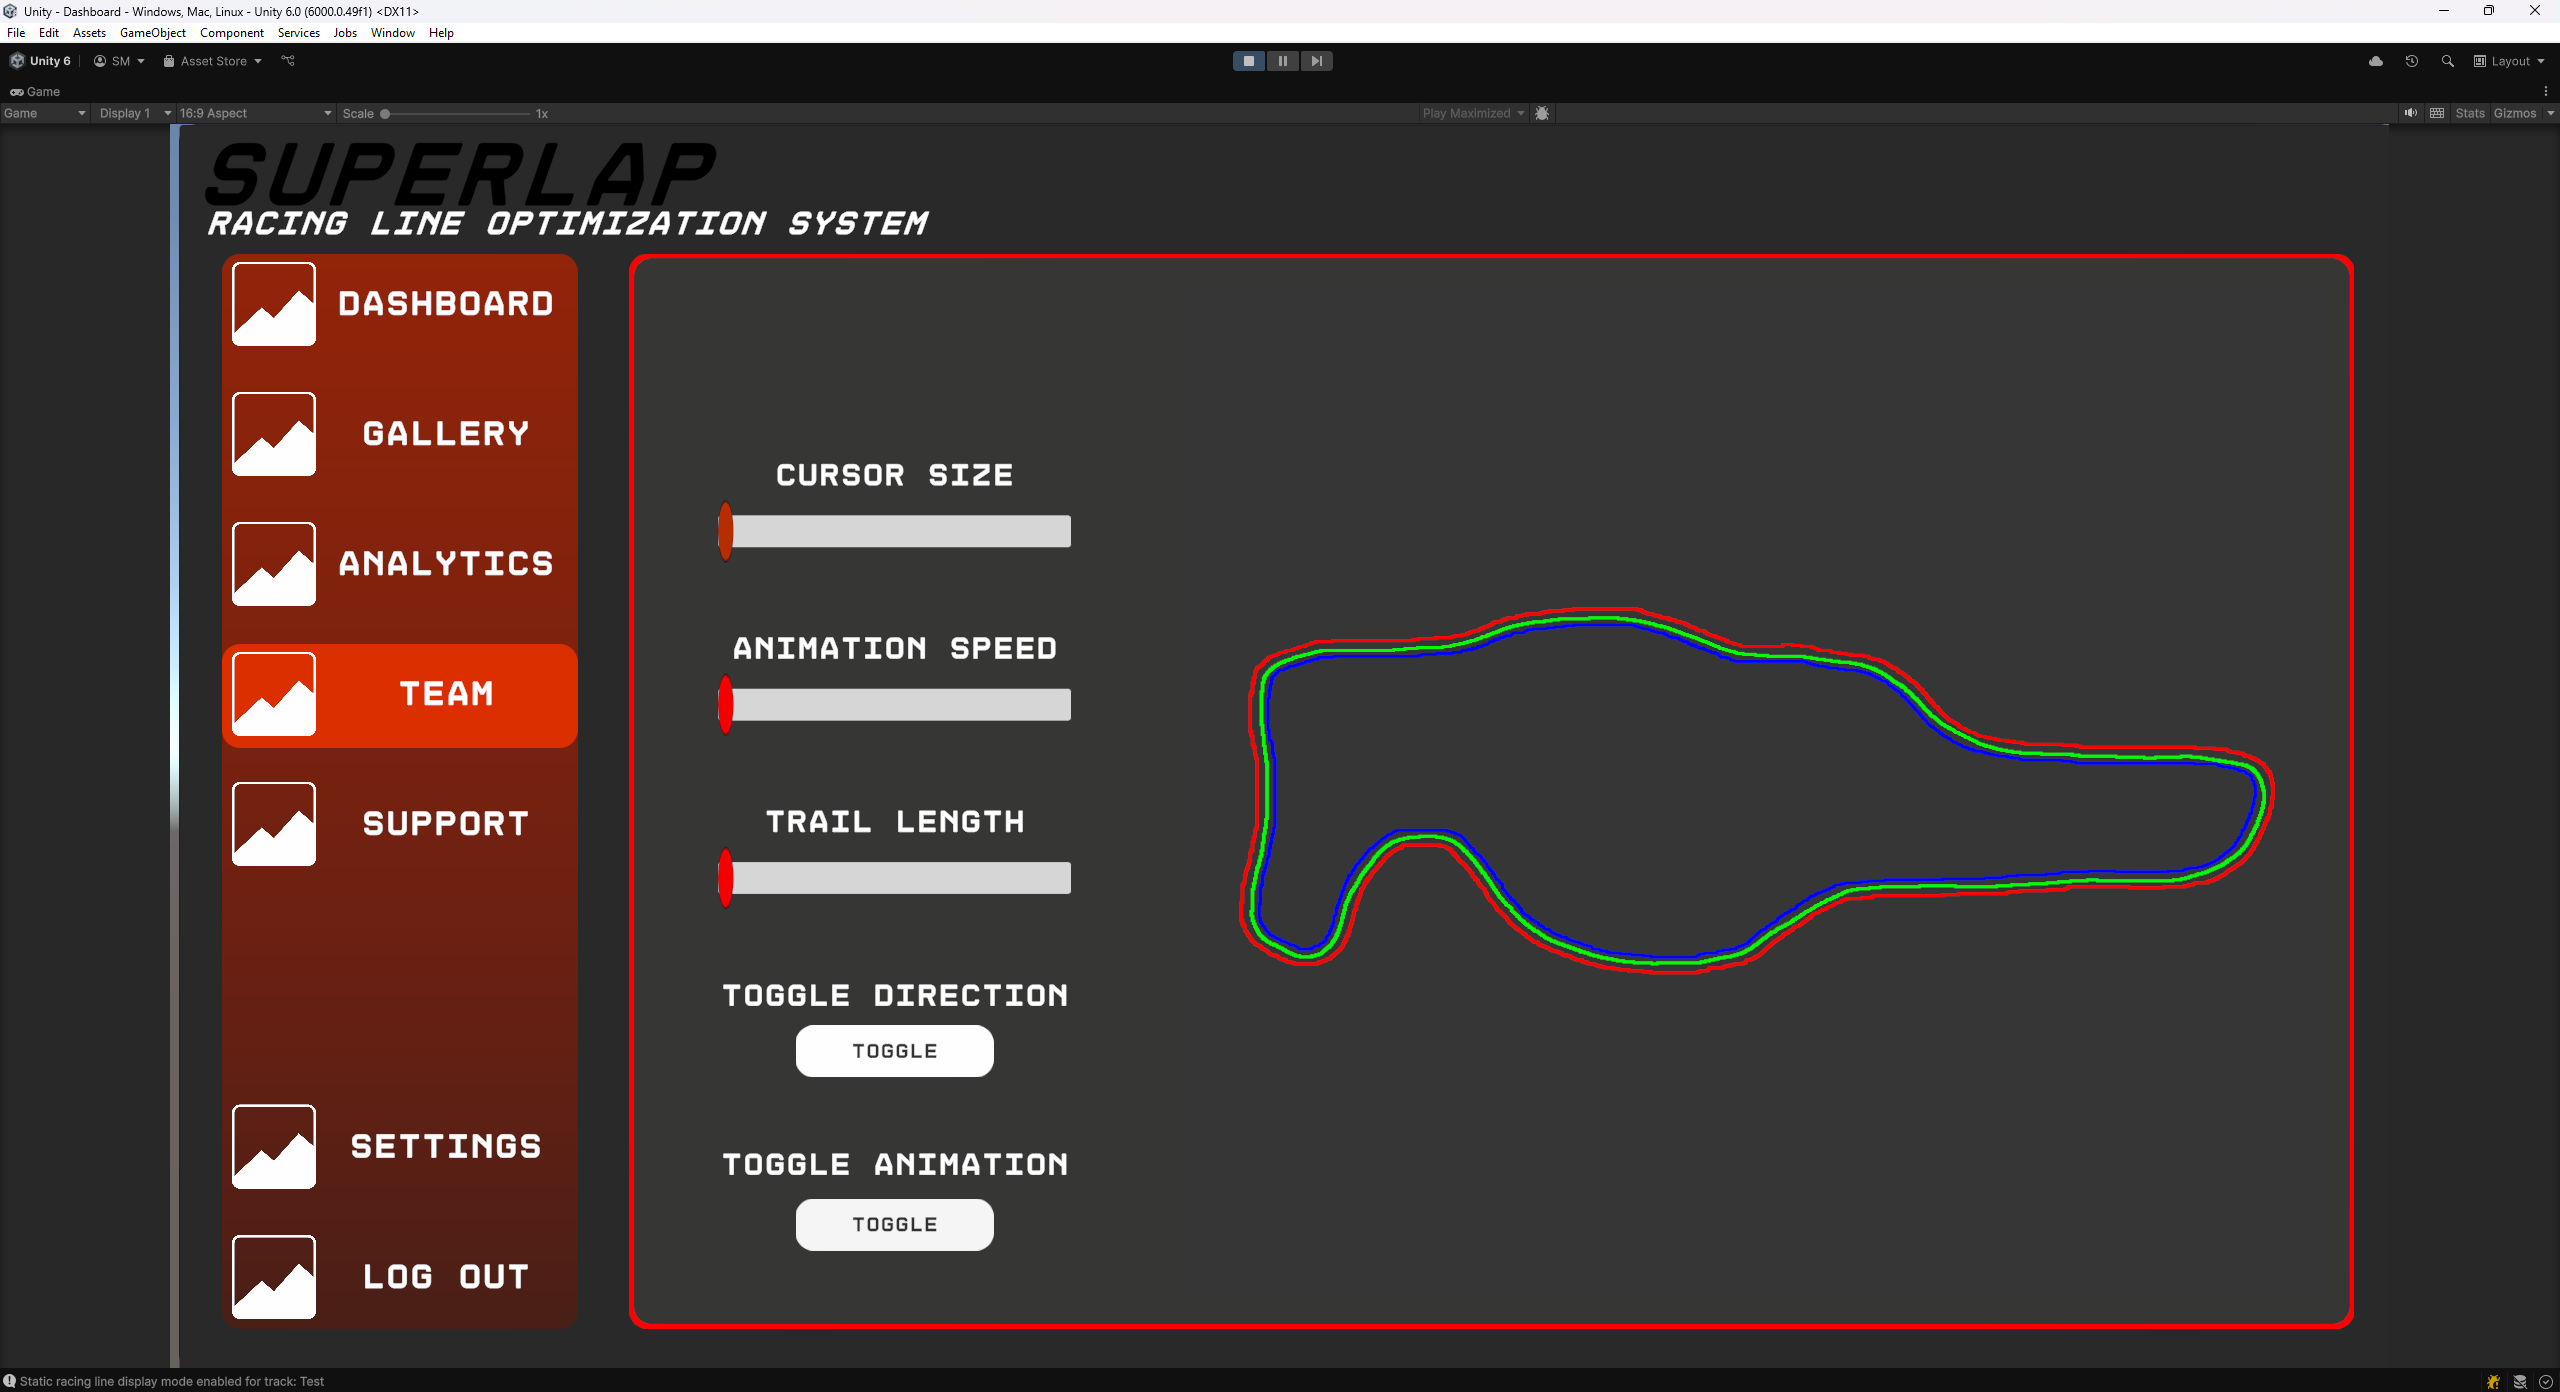 Unity - Dashboard - Windows, Mac, Linux - Unity 6.0 (6000.0.49f1) <DX11>
File Edit Assets GameObject Component Services Jobs Window Help
Unity 6 SM Asset Store Layout
Game
Game Display 1 16:9 Aspect Scale 1x Play Maximized Stats Gizmos
SUPERLAP
RACING LINE OPTIMIZATION SYSTEM
DASHBOARD
GALLERY
ANALYTICS
TEAM
SUPPORT
SETTINGS
LOG OUT
CURSOR SIZE
ANIMATION SPEED
TRAIL LENGTH
TOGGLE DIRECTION
TOGGLE
TOGGLE ANIMATION
TOGGLE
Static racing line display mode enabled for track: Test